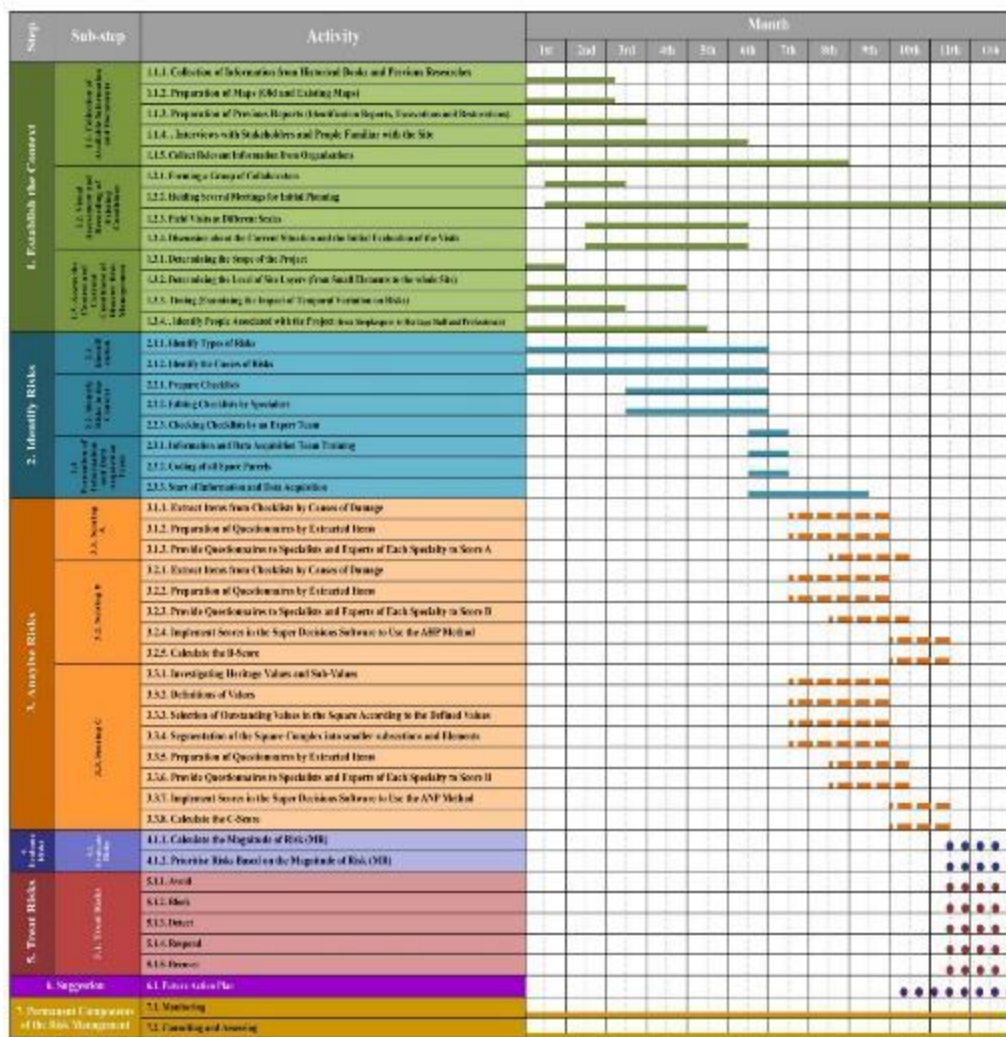 Step
Sub-step
Activity
Month
1st 2nd 3rd 4th 5th 6th 7th 8th 9th 10th 11th 12th
1. Establish the Context
1.1.1. Collection of Information from Historical Books and Previous Researches
1.1.2. Preparation of Maps (Old and Existing Maps)
1.1.3. Preparation of Previous Reports (Identification Reports, Excavations and Restorations)
1.1.4. . Interviews with Stakeholders and People Familiar with the Site
1.1.5. Collect Relevant Information from Organisations
1.2.1. Forming a Group of Collaborators
1.2.2. Holding Several Meetings for Initial Planning
1.2.3. Field Visits at Different Scales
1.2.4. Discussion about the Current Situation and the Initial Evaluation of the Visits
1.3.1. Determining the Scope of the Project
1.3.2. Determining the Level of Site Layers (from Small Elements to the whole Site)
1.3.3. Timing (Examining the Impact of Temporal Variation on Risks)
1.3.4. . Identify People Associated with the Project
2. Identify Risks
2.1.1. Identify Types of Risks
2.1.2. Identify the Causes of Risks
2.2.1. Prepare Checklists
2.2.2. Editing Checklists by Specialists
2.2.3. Checking Checklists by an Expert Team
2.3.1. Information and Data Acquisition Team Training
2.3.2. Coding of all Space Parcels
2.3.3. Start of Information and Data Acquisition
3. Anaylse Risks
3.1.1. Extract Items from Checklists by Causes of Damage
3.1.2. Preparation of Questionnaires by Extracted Items
3.1.3. Provide Questionnaires to Specialists and Experts of Each Specialty to Score A
3.2. Scoring B
3.2.1. Extract Items from Checklists by Causes of Damage
3.2.2. Preparation of Questionnaires by Extracted Items
3.2.3. Provide Questionnaires to Specialists and Experts of Each Specialty to Score B
3.2.4. Implement Scores in the Super Decisions Software to Use the AHP Method
3.2.5. Calculate the B-Score
3.3. Scoring C
3.3.1. Investigating Heritage Values and Sub-Values
3.3.2. Definitions of Values
3.3.3. Selection of Outstanding Values in the Square According to the Defined Values
3.3.4. Segmentation of the Square Complex into smaller subsections and Elements
3.3.5. Preparation of Questionnaires by Extracted Items
3.3.6. Provide Questionnaires to Specialists and Experts of Each Specialty to Score
3.3.7. Implement Scores in the Super Decisions Software to Use the ANP Method
3.3.8. Calculate the C-Score
4.1.1. Calculate the Magnitude of Risk (MR)
4.1.2. Prioritise Risks Based on the Magnitude of Risk (MR)
5. Treat Risks
5.1. Treat Risks
5.1.1. Avoid
5.1.2. Block
5.1.3. Detect
5.1.4. Respond
Recover
6. Suggestion
6.1. Future Action Plan
7. Permanent Components
of the Risk Management
7.1. Monitoring
7.2. Consulting and